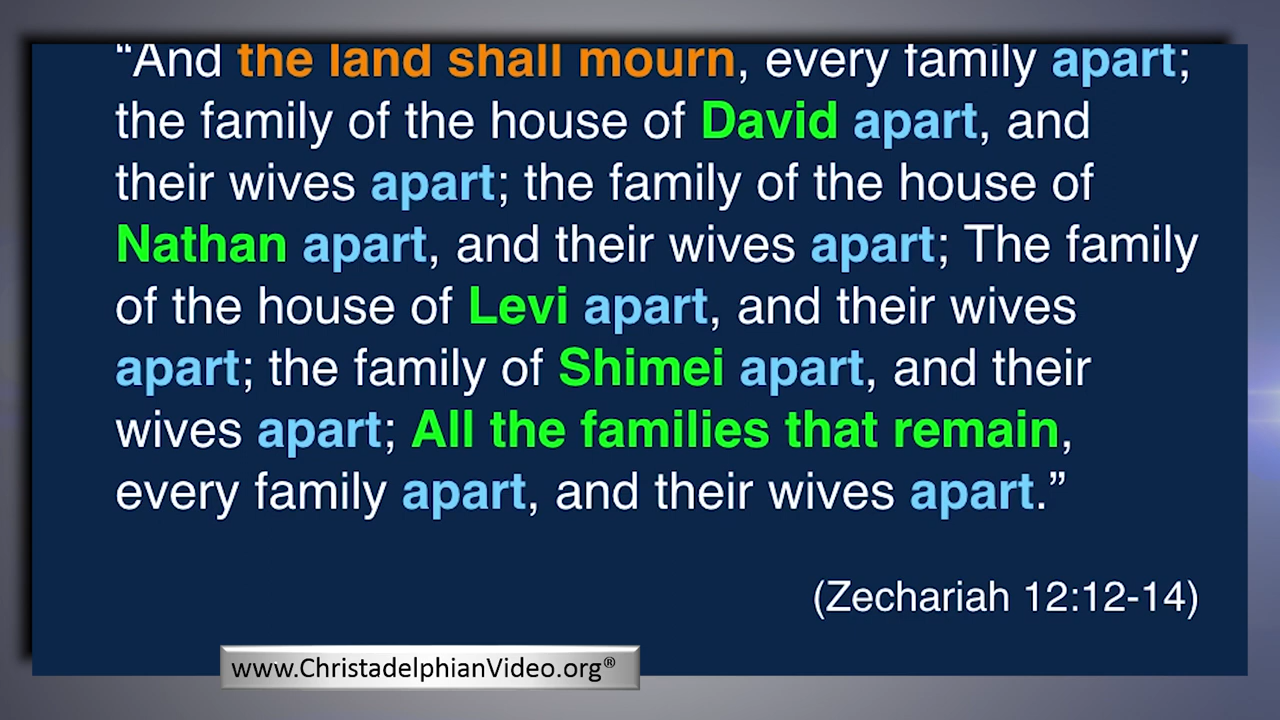 “And the land shall mourn, every family apart;
the family of the house of David apart, and
their wives apart; the family of the house of
Nathan apart, and their wives apart; The family
of the house of Levi apart, and their wives
apart; the family of Shimei apart, and their
wives apart; All the families that remain,
every family apart, and their wives apart.”
(Zechariah 12:12-14)
www.ChristadelphianVideo.org®